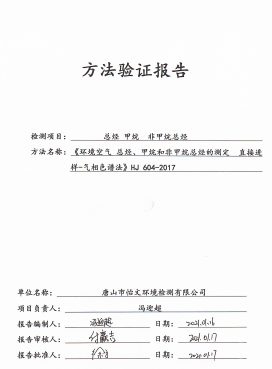 方法验证报告
检测项目： 总烃 甲烷 非甲烷总烃
方法名称：《环境空气 总烃、甲烷和非甲烷总烃的测定 直接进
样-气相色谱法》HJ 604-2017
单位名称： 唐山市怡文环境检测有限公司
项目负责人： 冯迎超
报告编制人： 冯迎超 日期： 2021.01.16
报告审核人： 日期： 2021.01.17
报告批准人： 日期： 2021.01.17